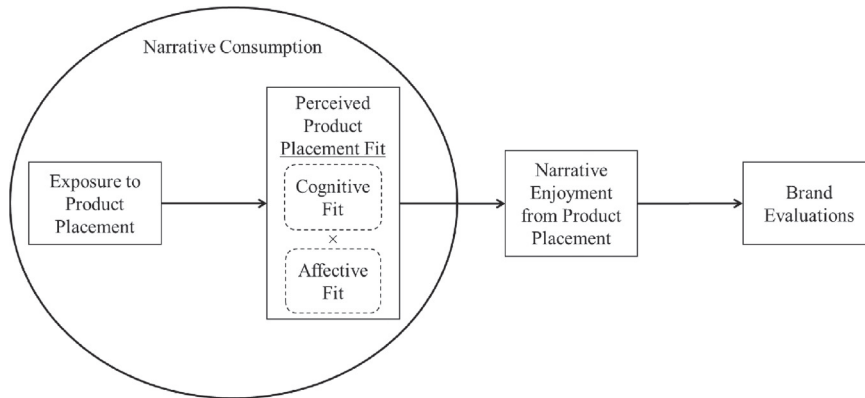 Narrative Consumption
Exposure to
Product
Placement
Perceived
Product
Placement Fit
Cognitive
Fit
×
Affective
Fit
Narrative
Enjoyment
from Product
Placement
Brand
Evaluations